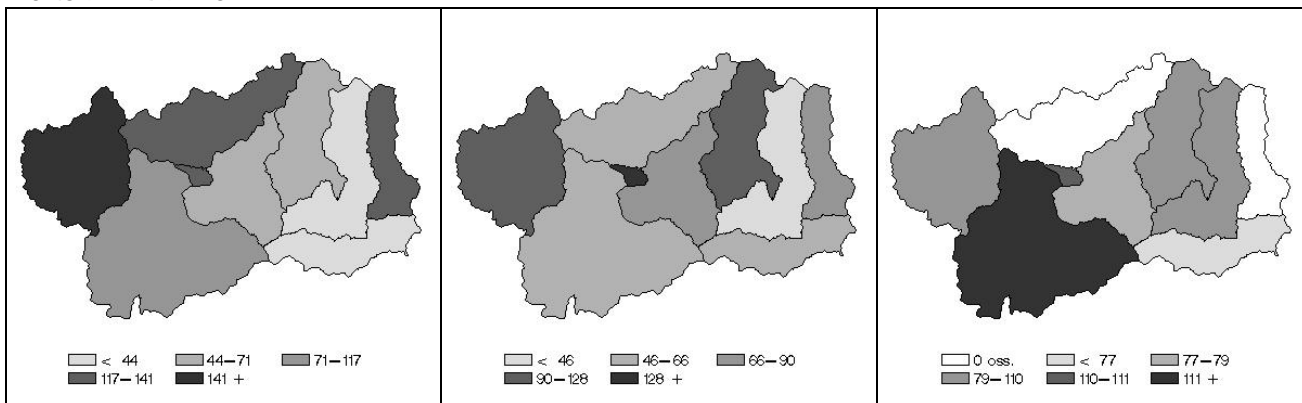 < 44 44–71 71–117
117–141 141 +
< 46 46–66 66–90
90–128 128 +
0 oss. < 77 77–79
79–110 110–111 111 +